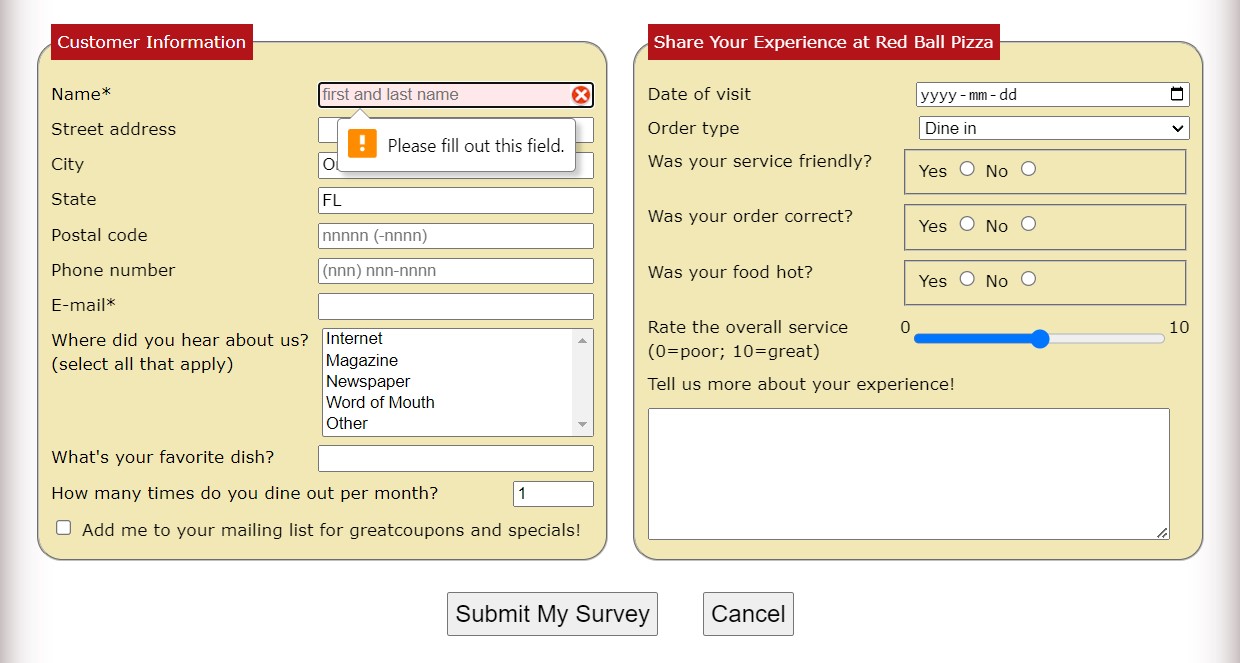 Customer Information
Name*
first and last name
Please fill out this field.
Street address
City
State
FL
Postal code
nnnnn (-nnnn)
Phone number
(nnn) nnn-nnnn
E-mail*
Where did you hear about us?
(select all that apply)
Internet
Magazine
Newspaper
Word of Mouth
Other
What's your favorite dish?
How many times do you dine out per month?
1
Add me to your mailing list for greatcoupons and specials!
Share Your Experience at Red Ball Pizza
Date of visit
yyyy-mm-dd
Order type
Dine in
Was your service friendly?
Yes No
Was your order correct?
Yes No
Was your food hot?
Yes No
Rate the overall service
(0=poor; 10=great)
0 10
Tell us more about your experience!
Submit My Survey
Cancel